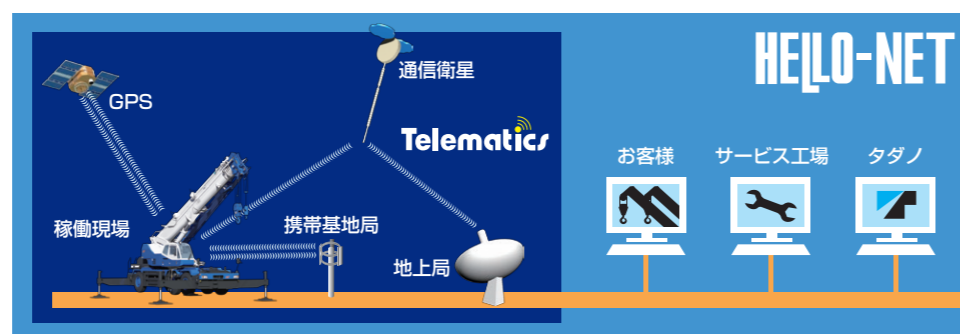 HELLO-NET
通信衛星
GPS
Telematics
お客様 サービス工場 タダノ
稼働現場
携帯基地局
地上局